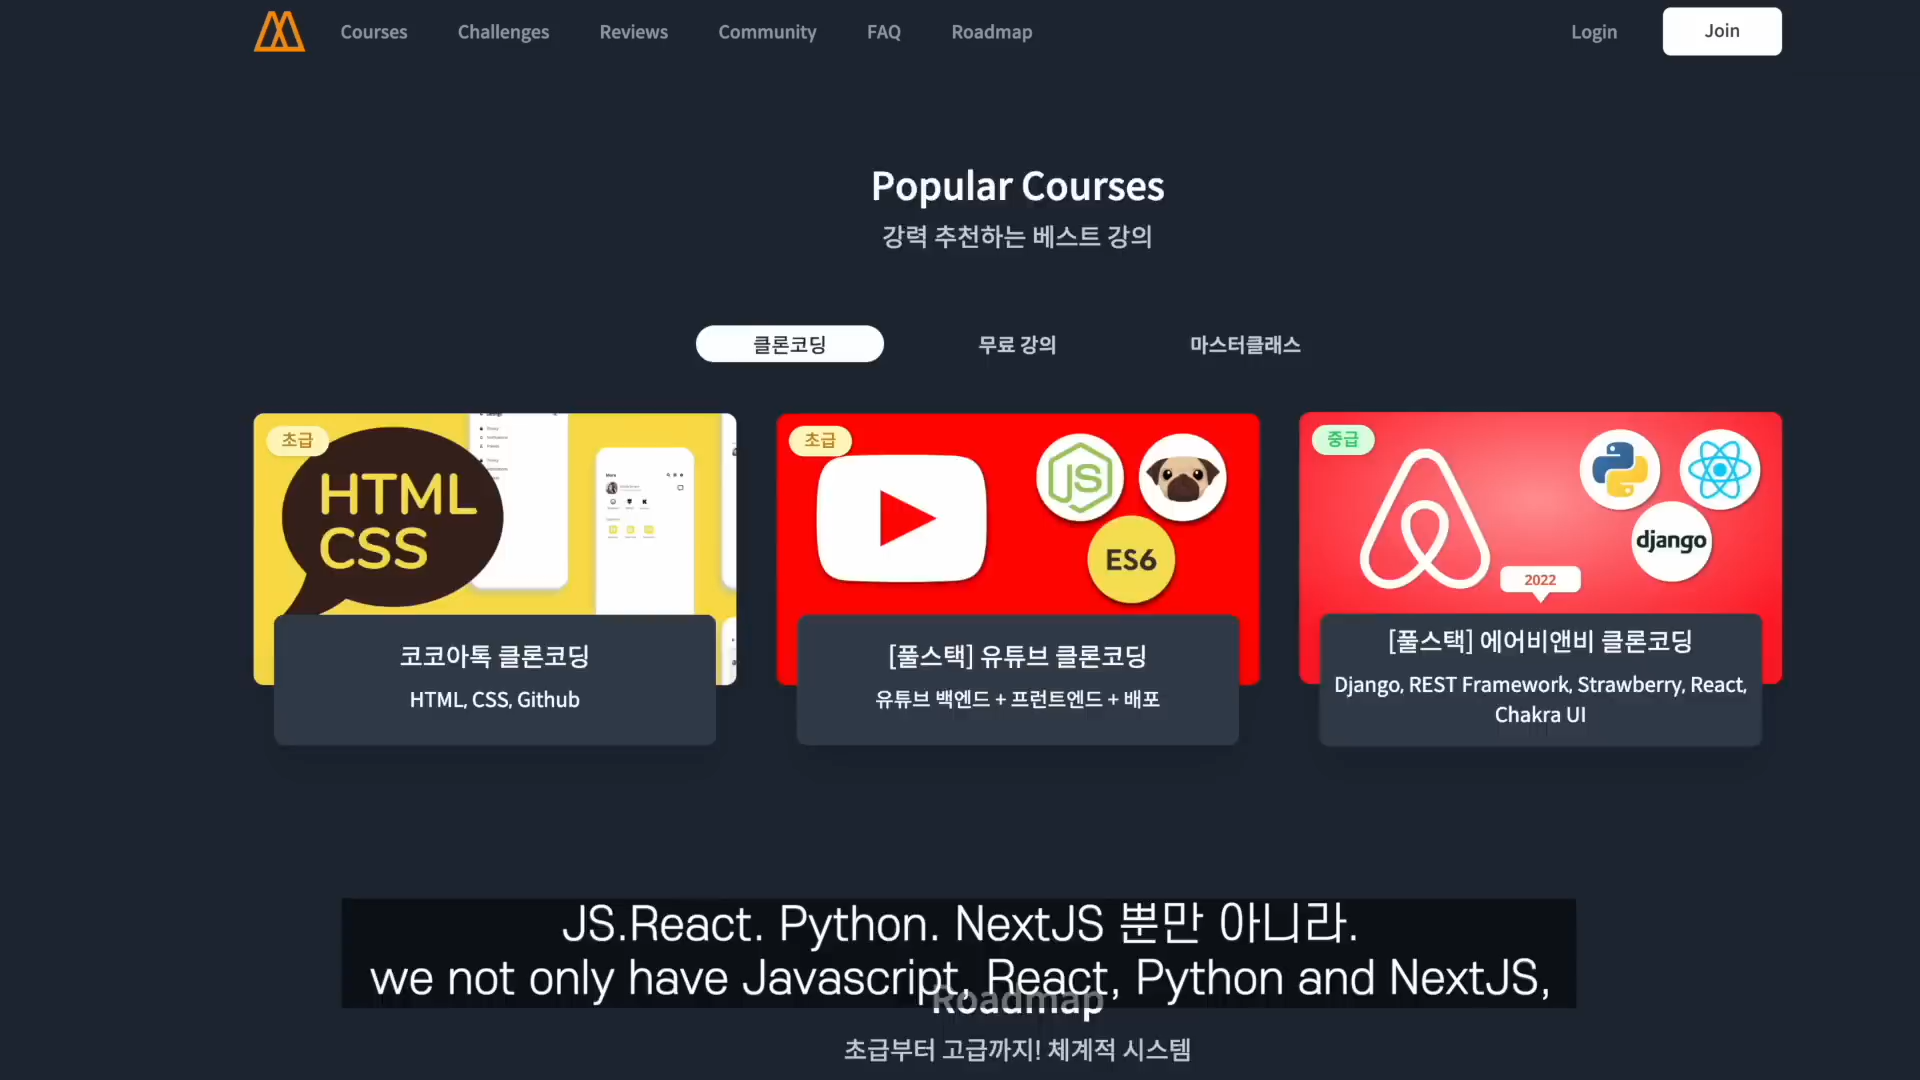 Courses
Challenges
Reviews
Community
FAQ
Roadmap
Login
Join
Popular Courses
강력 추천하는 베스트 강의
클론코딩
무료 강의
마스터클래스
초급
HTML
CSS
코코아톡 클론코딩
HTML, CSS, Github
초급
JS
ES6
[풀스택] 유튜브 클론코딩
유튜브 백엔드 + 프런트엔드 + 배포
중급
django
2022
[풀스택] 에어비앤비 클론코딩
Django, REST Framework, Strawberry, React,
Chakra UI
JS.React. Python. NextJS 뿐만 아니라.
we not only have Javascript, React, Python and NextJS,
Roadmap
초급부터 고급까지! 체계적 시스템